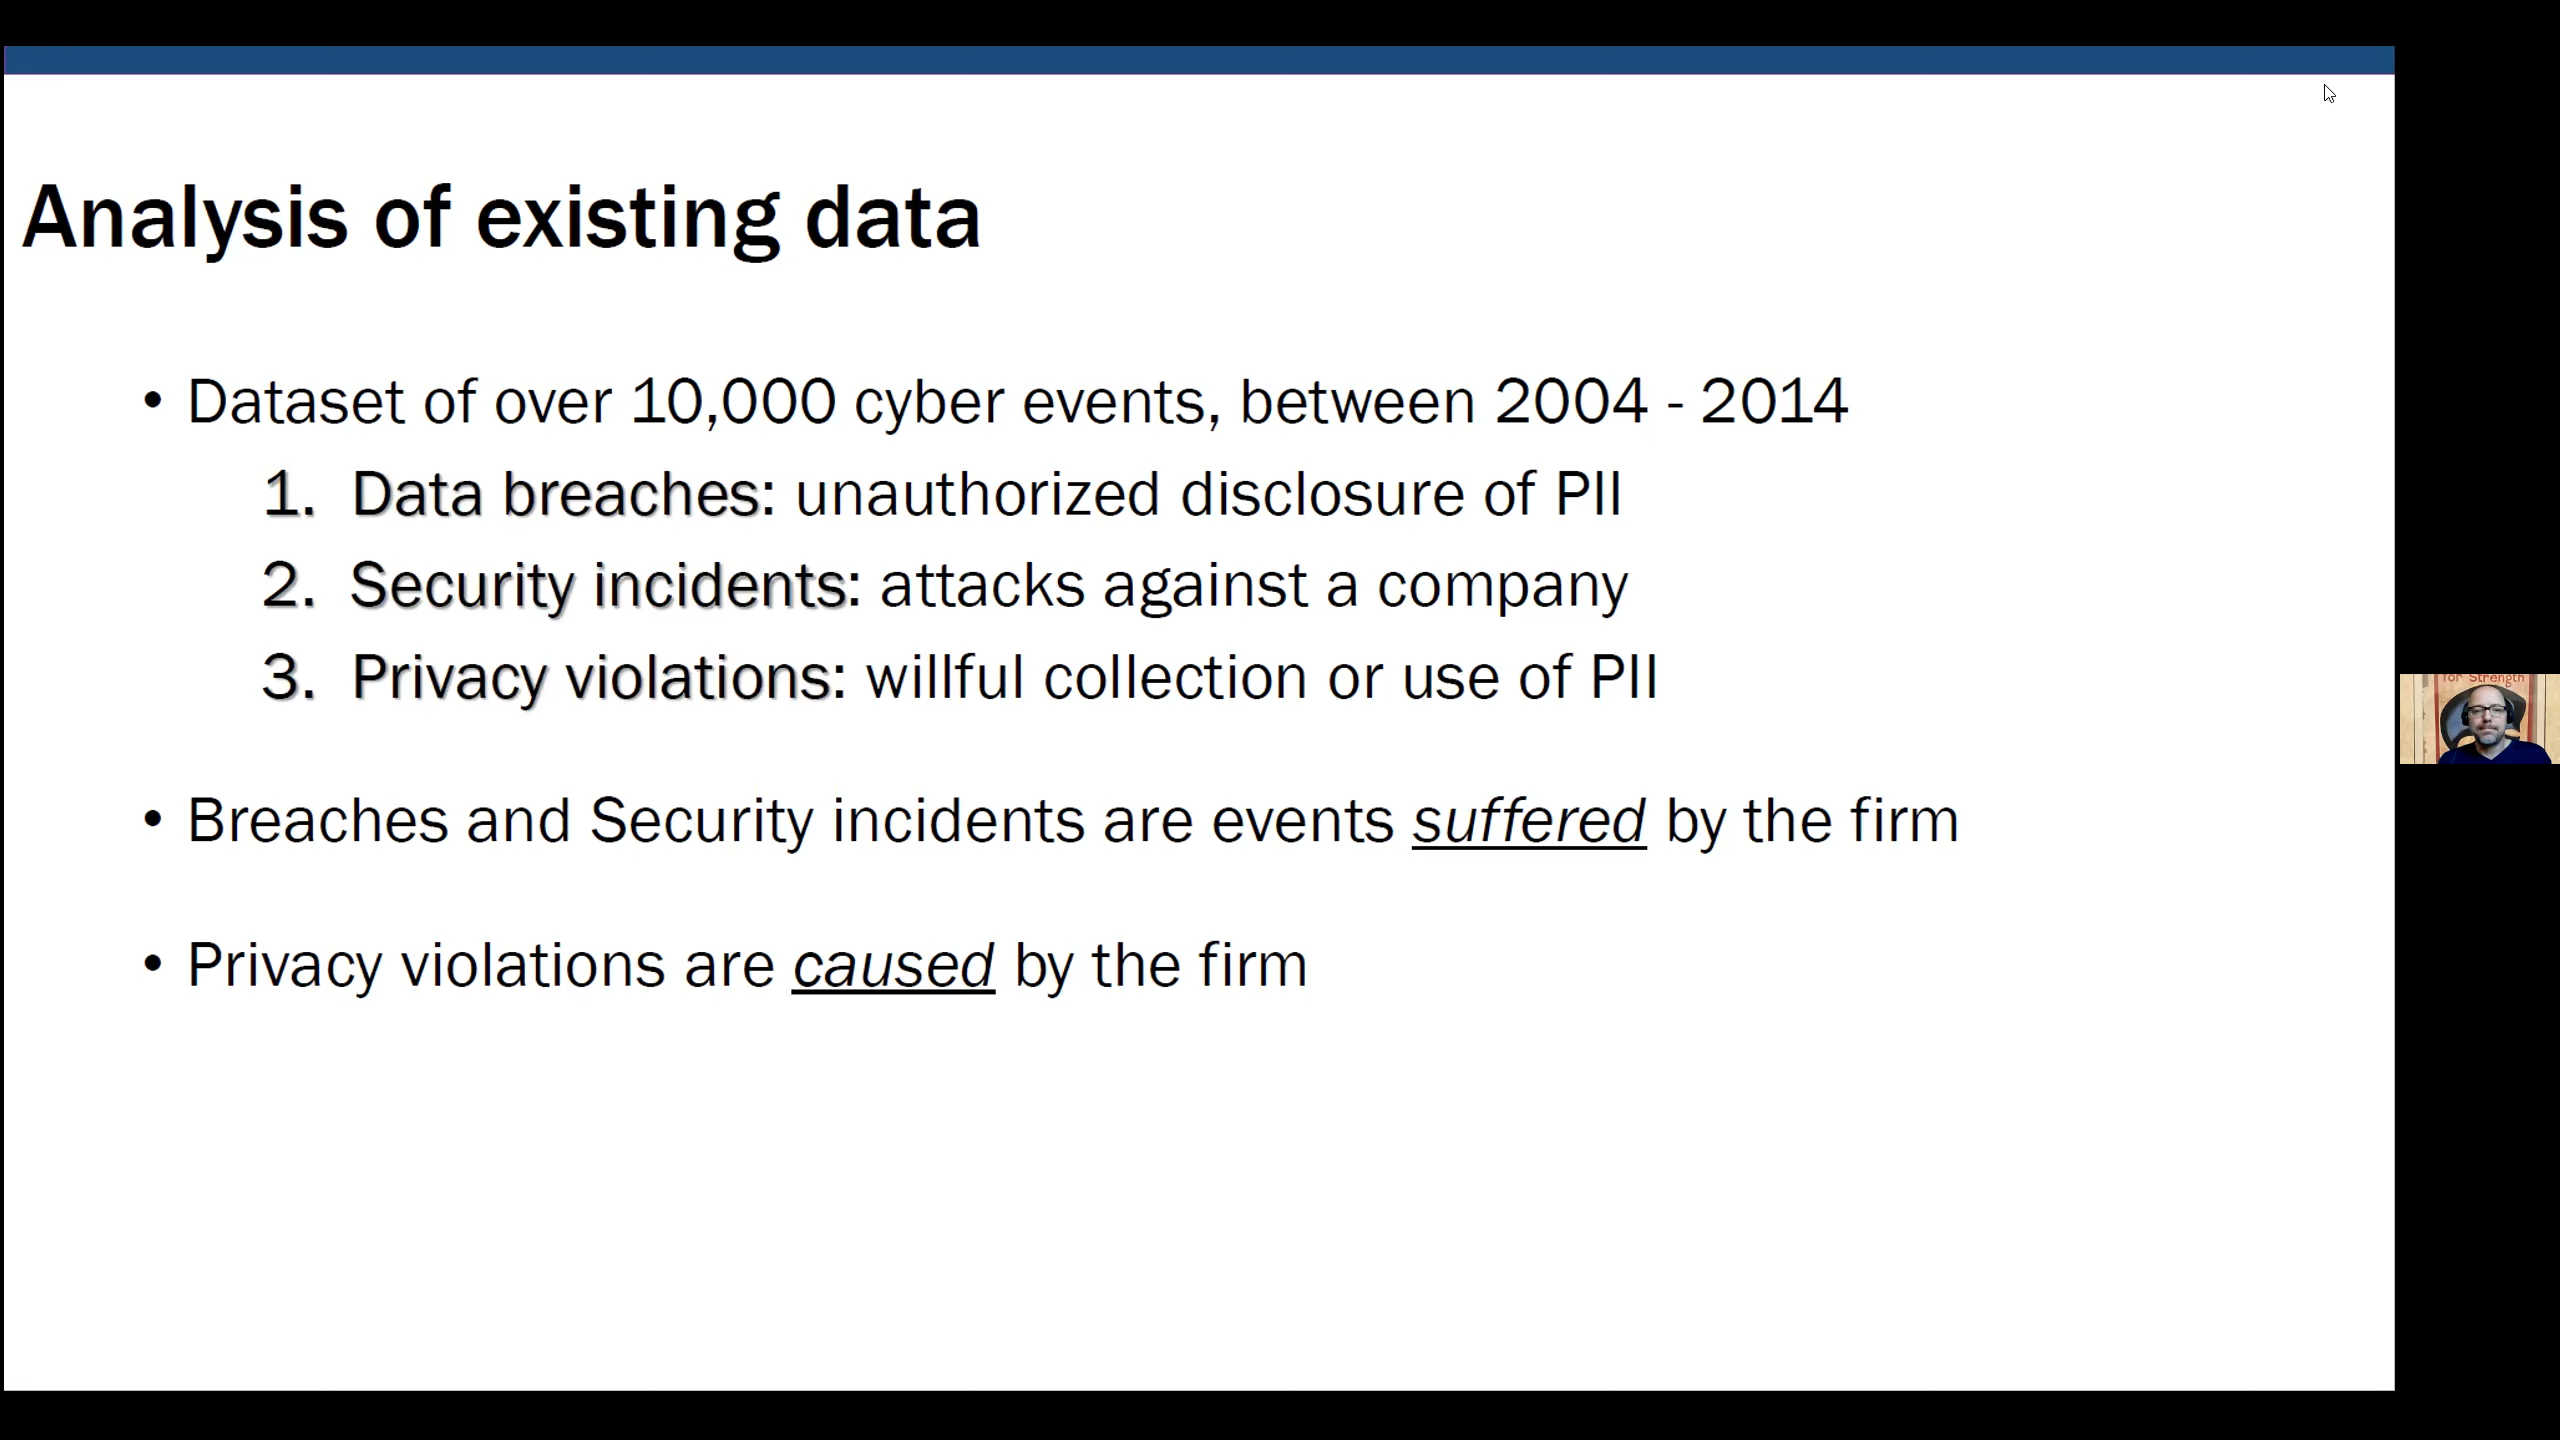 Analysis of existing data
• Dataset of over 10,000 cyber events, between 2004 - 2014
1. Data breaches: unauthorized disclosure of PII
2. Security incidents: attacks against a company
3. Privacy violations: willful collection or use of PII
• Breaches and Security incidents are events suffered by the firm
• Privacy violations are caused by the firm
for Strength